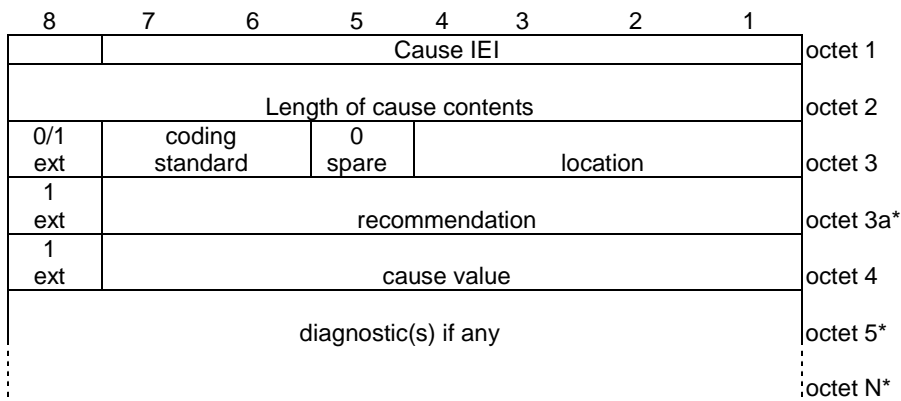 8 7 6 5 4 3 2 1
Cause IEI octet 1
Length of cause contents octet 2
0/1 coding 0
ext standard spare location octet 3
1
ext recommendation octet 3a*
1
ext cause value octet 4
diagnostic(s) if any octet 5*
octet N*